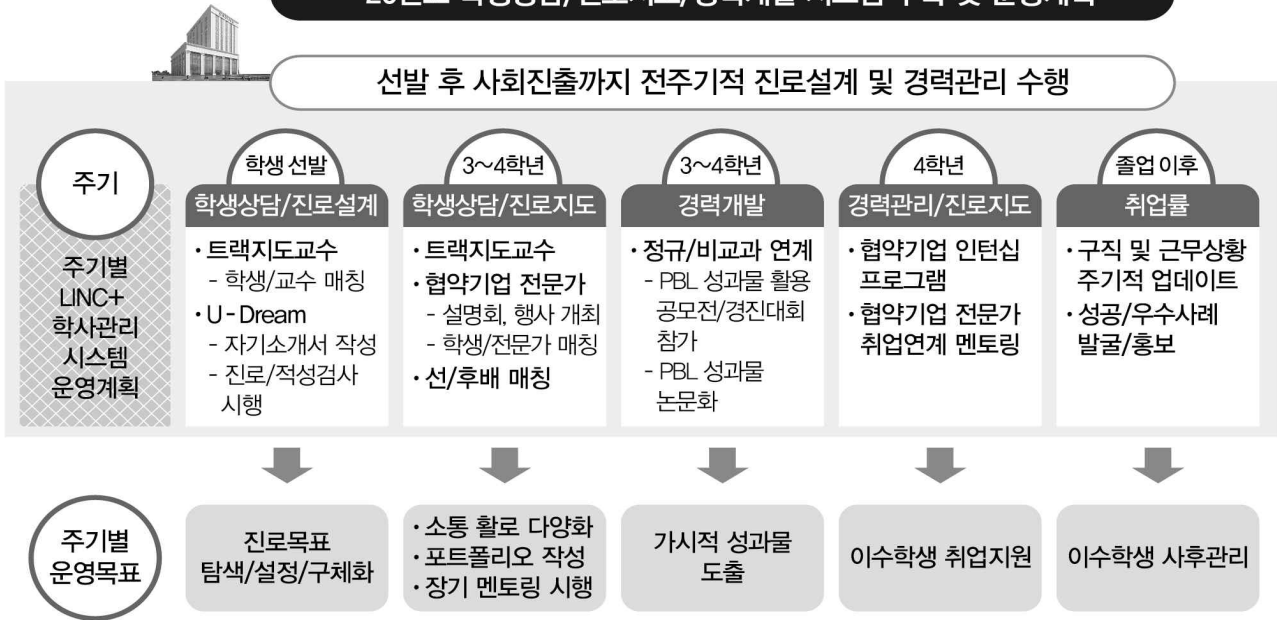 선발 후 사회진출까지 전주기적 진로설계 및 경력관리 수행
주기
주기별
LINC+
학사관리
시스템
운영계획
학생 선발
학생상담/진로설계
· 트랙지도교수
- 학생/교수 매칭
· U-Dream
- 자기소개서 작성
- 진로/적성검사
시행
3~4학년
학생상담/진로지도
· 트랙지도교수
· 협약기업 전문가
- 설명회, 행사 개최
- 학생/전문가 매칭
· 선/후배 매칭
3~4학년
경력개발
· 정규/비교과 연계
- PBL 성과물 활용
공모전/경진대회
참가
- PBL 성과물
논문화
4학년
경력관리/진로지도
· 협약기업 인턴십
프로그램
· 협약기업 전문가
취업연계 멘토링
졸업 이후
취업률
· 구직 및 근무상황
주기적 업데이트
· 성공/우수사례
발굴/홍보
주기별
운영목표
진로목표
탐색/설정/구체화
· 소통 활로 다양화
· 포트폴리오 작성
· 장기 멘토링 시행
가시적 성과물
도출
이수학생 취업지원
이수학생 사후관리